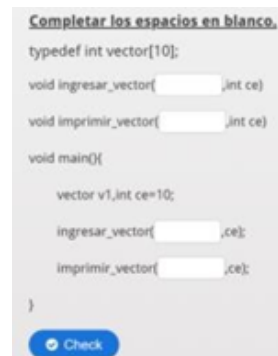 Completar los espacios en blanco.
typedef int vector[10];
void ingresar_vector( ,int ce)
void imprimir_vector( ,int ce)
void main(){
vector v1,int ce=10;
ingresar_vector( ,ce);
imprimir_vector( ,ce);
}
Check